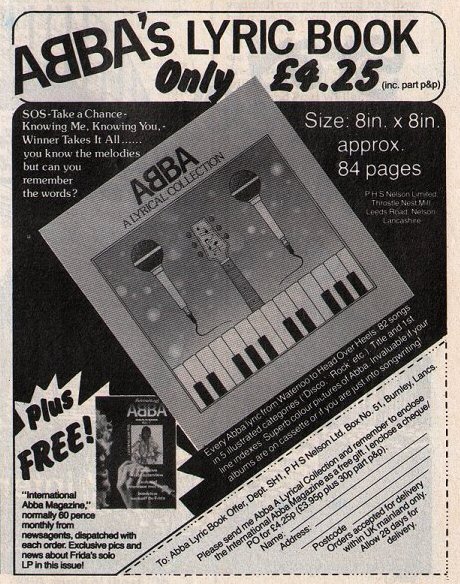 ABBA's LYRIC BOOK
Only £4.25 (inc. part p&p)
SOS-Take a Chance-
Knowing Me, Knowing You,-
Winner Takes It All......
you know the melodies
but can you
remember
the words?
Size: 8in. x 8in.
approx.
84 pages
P H S Nelson Limited
Throstle Nest Mill
Leeds Road, Nelson
Lancashire
ABBA
A LYRICAL COLLECTION
Every Abba lyric from Waterloo to Head Over Heels. 82 songs
in 5 illustrated categories (Disco, Rock, etc.). Title and 1st
line indexes. Superb colour pictures of Abba. Invaluable if your
albums are on cassette or if you are just into songwriting!
Plus
FREE!
ABBA
"International
Abba Magazine,"
normally 60 pence
monthly from
newsagents, dispatched with
each order. Exclusive pics and
news about Frida's solo
LP in this issue!
To: Abba Lyric Book Offer, Dept. SH1, P H S Nelson Ltd, Box No. 51, Burnley, Lancs.
Please send me Abba A Lyrical Collection and remember to enclose
the International Abba Magazine as a free gift. I enclose a cheque/
PO for £4.25p (£3.95p plus 30p part p&p).
Name:
Address:
Postcode
Orders accepted for delivery
within UK mainland only.
Allow 28 days for
delivery.